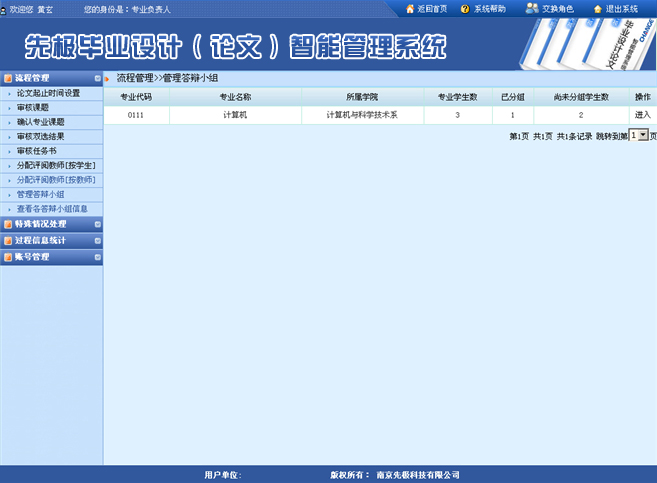 欢迎您 黄玄 您的身份是：专业负责人 返回首页 系统帮助 交换角色 退出系统
先极毕业设计（论文）智能管理系统
毕业设计论文
流程管理
论文起止时间设置
审核课题
确认专业课题
审核双选结果
审核任务书
分配评阅教师[按学生]
分配评阅教师[按教师]
管理答辩小组
查看各答辩小组信息
特殊情况处理
过程信息统计
账号管理
流程管理>>管理答辩小组
专业代码 专业名称 所属学院 专业学生数 已分组 尚未分组学生数 操作
0111 计算机 计算机与科学技术系 3 1 2 进入
第1页 共1页 共1条记录 跳转到第 1 页
用户单位： 版权所有： 南京先极科技有限公司